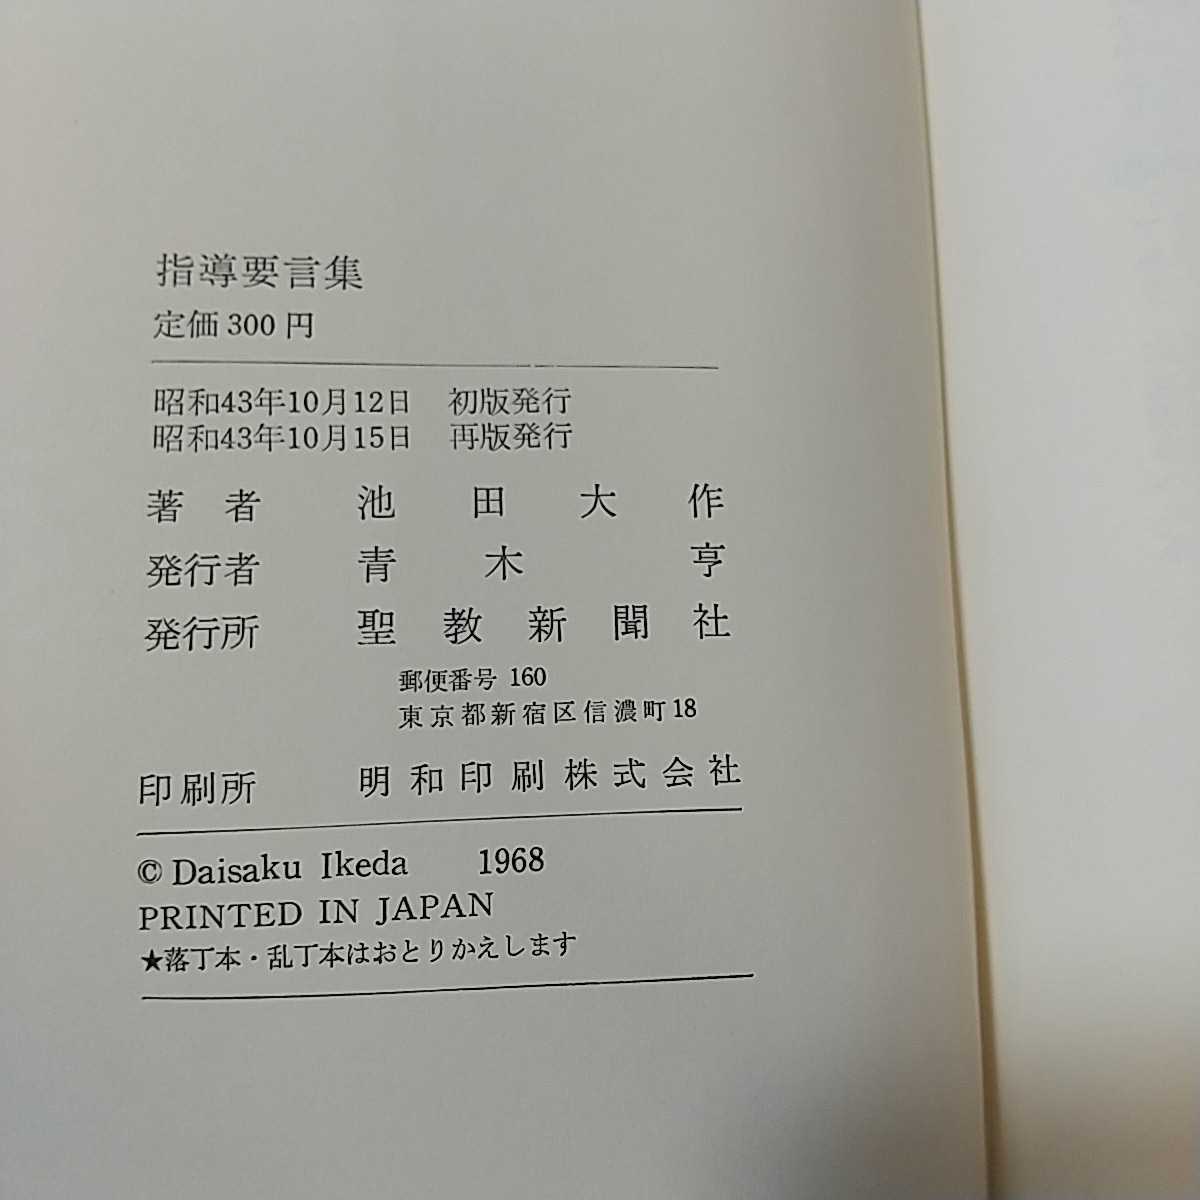 指導要言集
定価300円
昭和43年10月12日 初版発行
昭和43年10月15日 再版発行
著者 池田大作
発行者 青木亨
発行所 聖教新聞社
郵便番号 160
東京都新宿区信濃町18
印刷所 明和印刷株式会社
© Daisaku Ikeda 1968
PRINTED IN JAPAN
★落丁本・乱丁本はおとりかえします